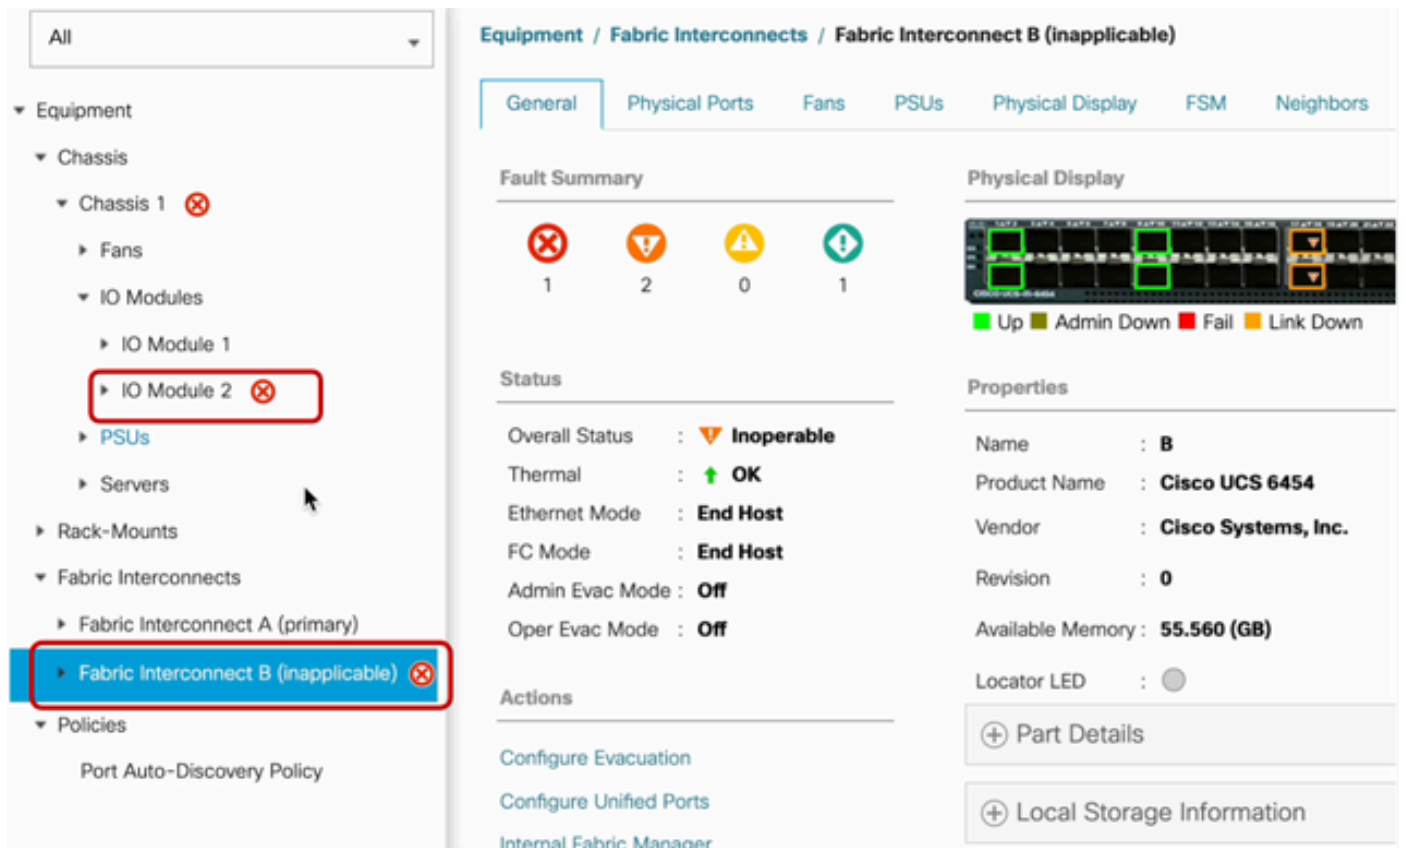 All
Equipment
Chassis
Chassis 1
Fans
IO Modules
IO Module 1
IO Module 2
PSUs
Servers
Rack-Mounts
Fabric Interconnects
Fabric Interconnect A (primary)
Fabric Interconnect B (inapplicable)
Policies
Port Auto-Discovery Policy
Equipment / Fabric Interconnects / Fabric Interconnect B (inapplicable)
General Physical Ports Fans PSUs Physical Display FSM Neighbors
Fault Summary
1 2 0 1
Status
Overall Status : Inoperable
Thermal : OK
Ethernet Mode : End Host
FC Mode : End Host
Admin Evac Mode : Off
Oper Evac Mode : Off
Actions
Configure Evacuation
Configure Unified Ports
Internal Fabric Manager
Physical Display
Up Admin Down Fail Link Down
Properties
Name : B
Product Name : Cisco UCS 6454
Vendor : Cisco Systems, Inc.
Revision : 0
Available Memory : 55.560 (GB)
Locator LED :
Part Details
Local Storage Information